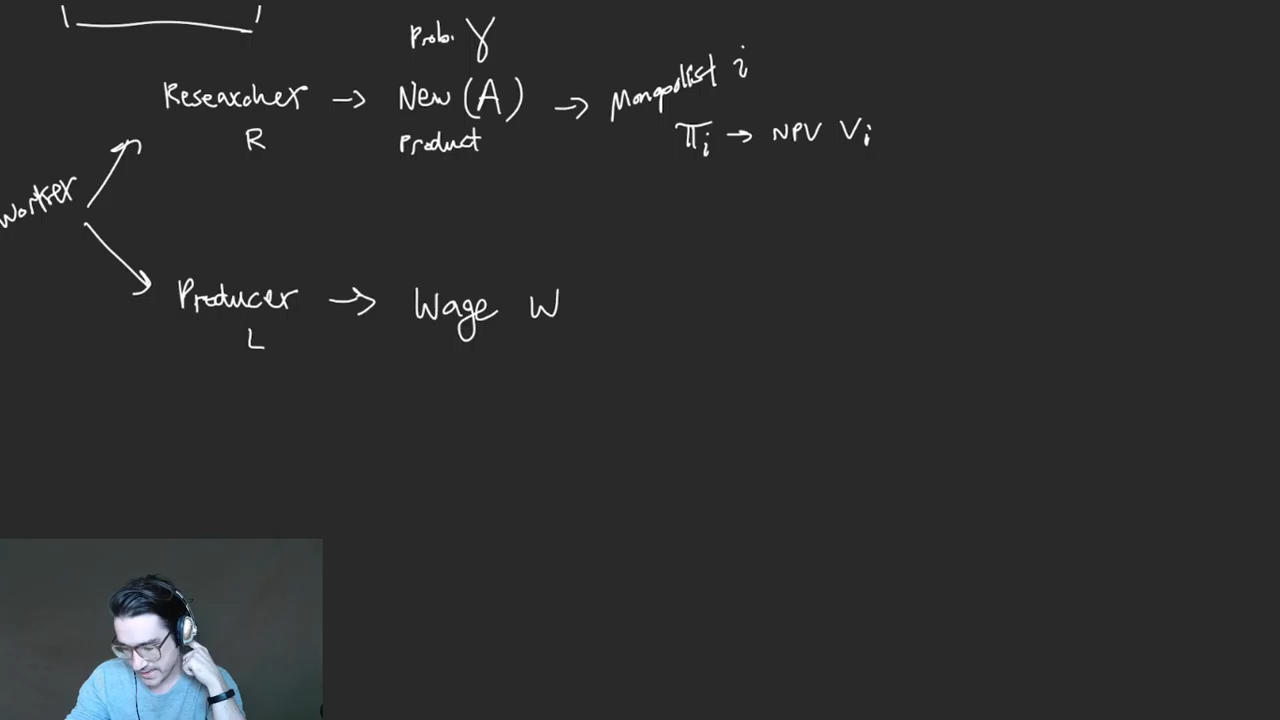 Prob. γ
Researcher → New (A) → Monopolist i
R Product πi → NPV Vi
Worker
Producer → Wage W
L